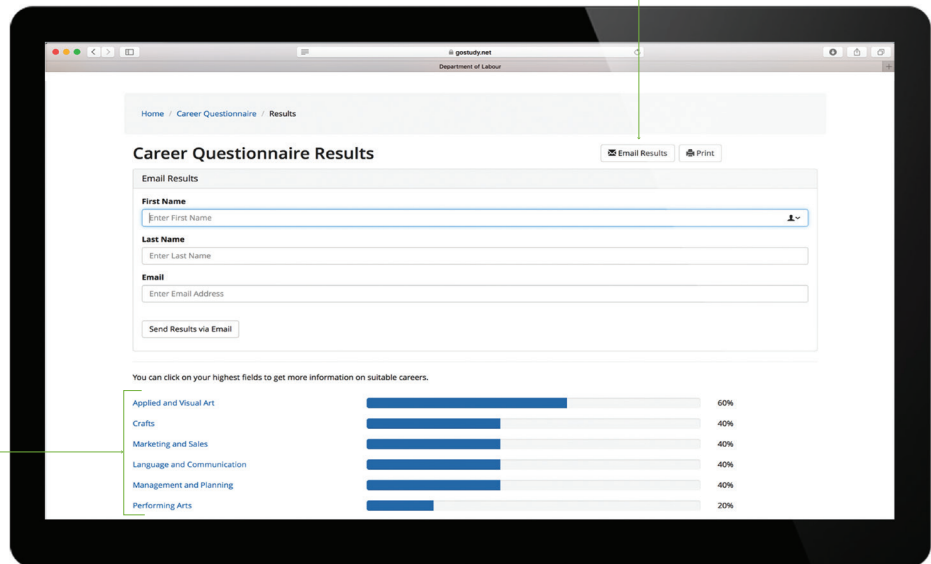 gostudy.net
Department of Labour
Home / Career Questionnaire / Results
Career Questionnaire Results
Email Results
Print
Email Results
First Name
Enter First Name
Last Name
Enter Last Name
Email
Enter Email Address
Send Results via Email
You can click on your highest fields to get more information on suitable careers.
Applied and Visual Art 60%
Crafts 40%
Marketing and Sales 40%
Language and Communication 40%
Management and Planning 40%
Performing Arts 20%